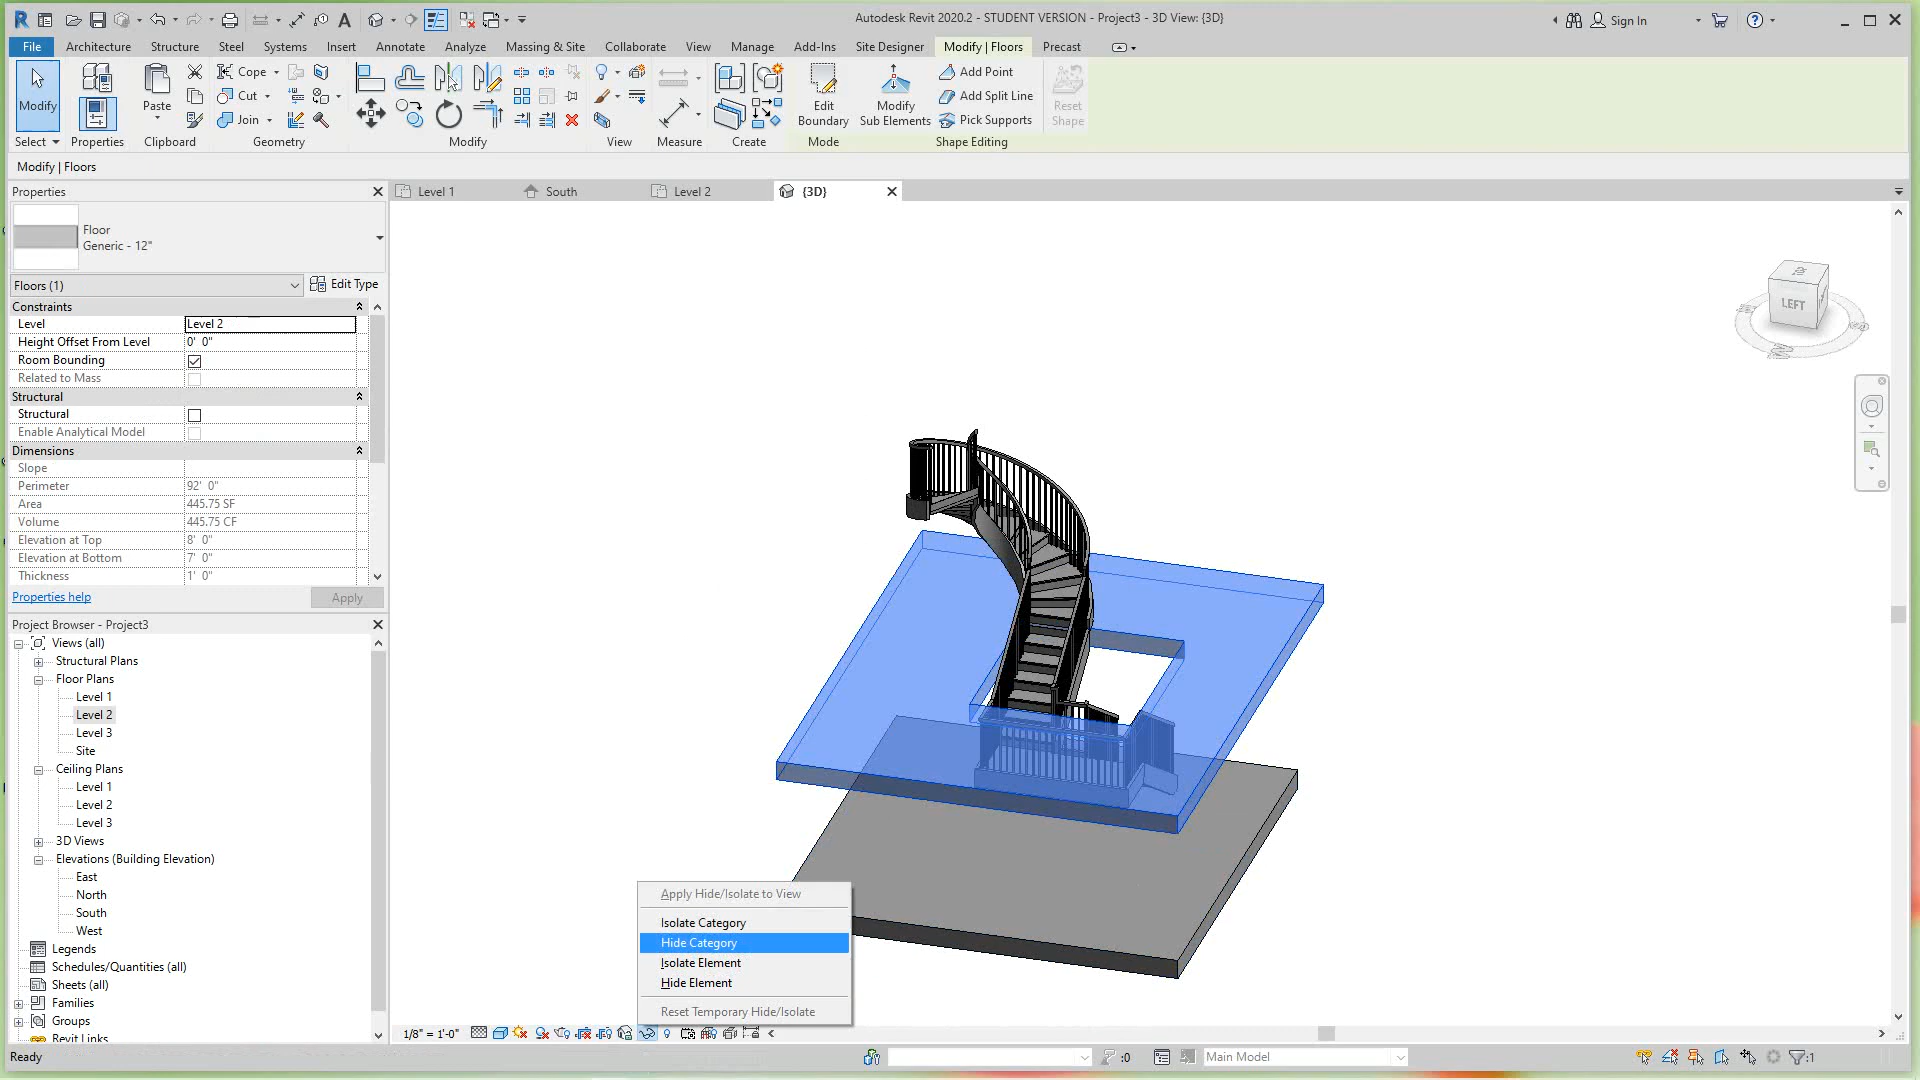 Autodesk Revit 2020.2 - STUDENT VERSION - Project3 - 3D View: {3D}
Sign In
File Architecture Structure Steel Systems Insert Annotate Analyze Massing & Site Collaborate View Manage Add-Ins Site Designer Modify | Floors Precast
Modify
Paste
Cope
Cut
Join
Edit Boundary
Modify Sub Elements
Add Point
Add Split Line
Pick Supports
Reset Shape
Select Properties Clipboard Geometry Modify View Measure Create Mode Shape Editing
Modify | Floors
Properties
Level 1 South Level 2 {3D}
Floor
Generic - 12"
Floors (1) Edit Type
Constraints
Level Level 2
Height Offset From Level 0' 0"
Room Bounding
Related to Mass
Structural
Structural
Enable Analytical Model
Dimensions
Slope
Perimeter 92' 0"
Area 445.75 SF
Volume 445.75 CF
Elevation at Top 8' 0"
Elevation at Bottom 7' 0"
Thickness 1' 0"
Properties help Apply
Project Browser - Project3
Views (all)
Structural Plans
Floor Plans
Level 1
Level 2
Level 3
Site
Ceiling Plans
Level 1
Level 2
Level 3
3D Views
Elevations (Building Elevation)
East
North
South
West
Legends
Schedules/Quantities (all)
Sheets (all)
Families
Groups
Revit Links
LEFT
Apply Hide/Isolate to View
Isolate Category
Hide Category
Isolate Element
Hide Element
Reset Temporary Hide/Isolate
1/8" = 1'-0"
Ready
:0
Main Model
:1